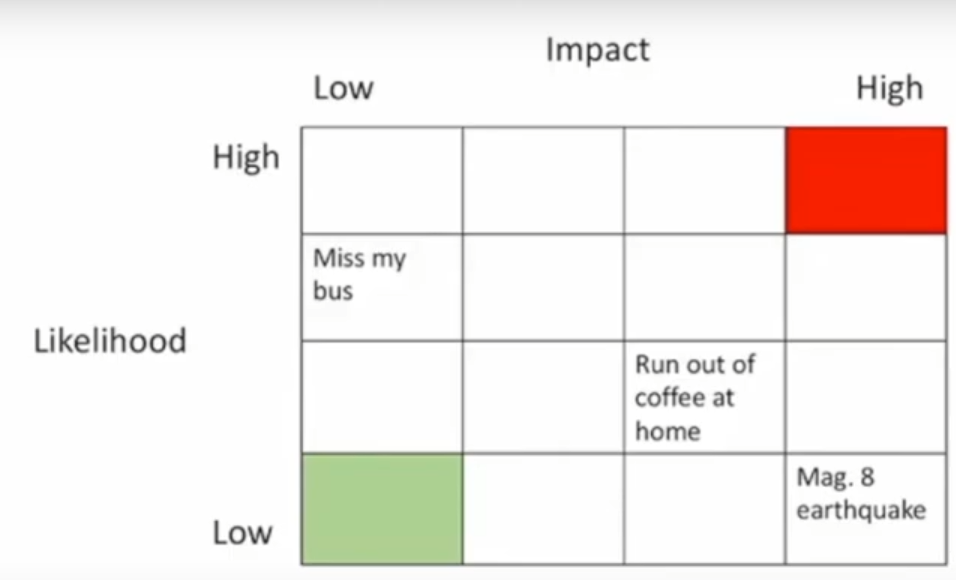 Impact
Low
High
High
Miss my
bus
Likelihood
Run out of
coffee at
home
Mag. 8
earthquake
Low